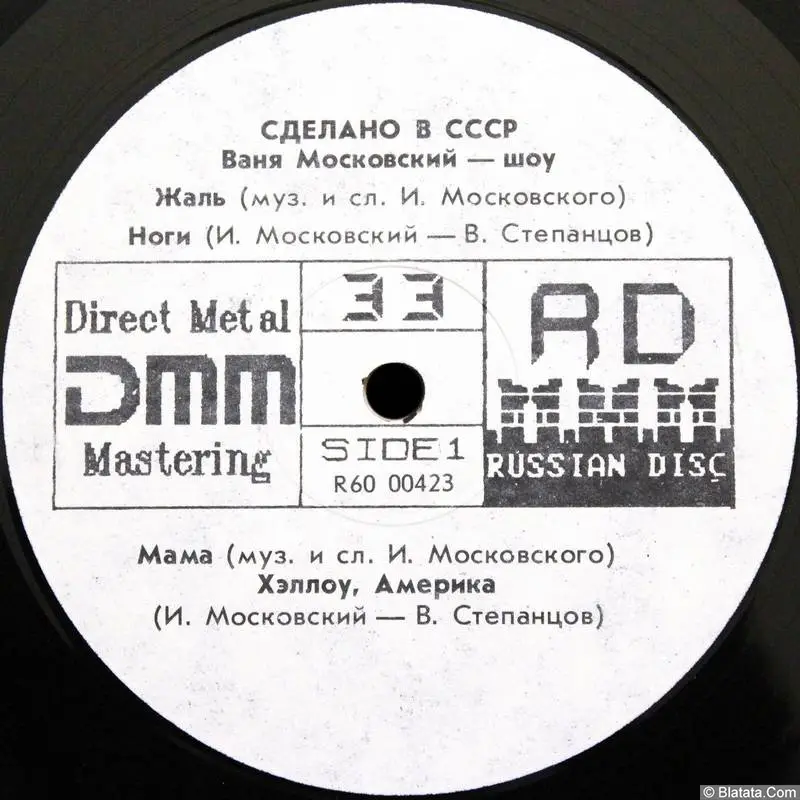 СДЕЛАНО В СССР
Ваня Московский — шоу
Жаль (муз. и сл. И. Московского)
Ноги (И. Московский — В. Степанцов)
Direct Metal
DMM
Mastering
33
SIDE 1
R60 00423
RD
RUSSIAN DISC
Мама (муз. и сл. И. Московского)
Хэллоу, Америка
(И. Московский — В. Степанцов)
© Blatata.Com